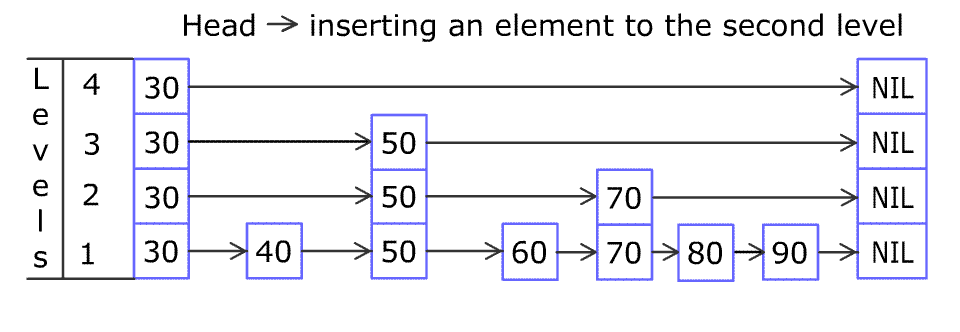 Head → inserting an element to the second level
Levels
4 30 NIL
3 30 50 NIL
2 30 50 70 NIL
1 30 40 50 60 70 80 90 NIL